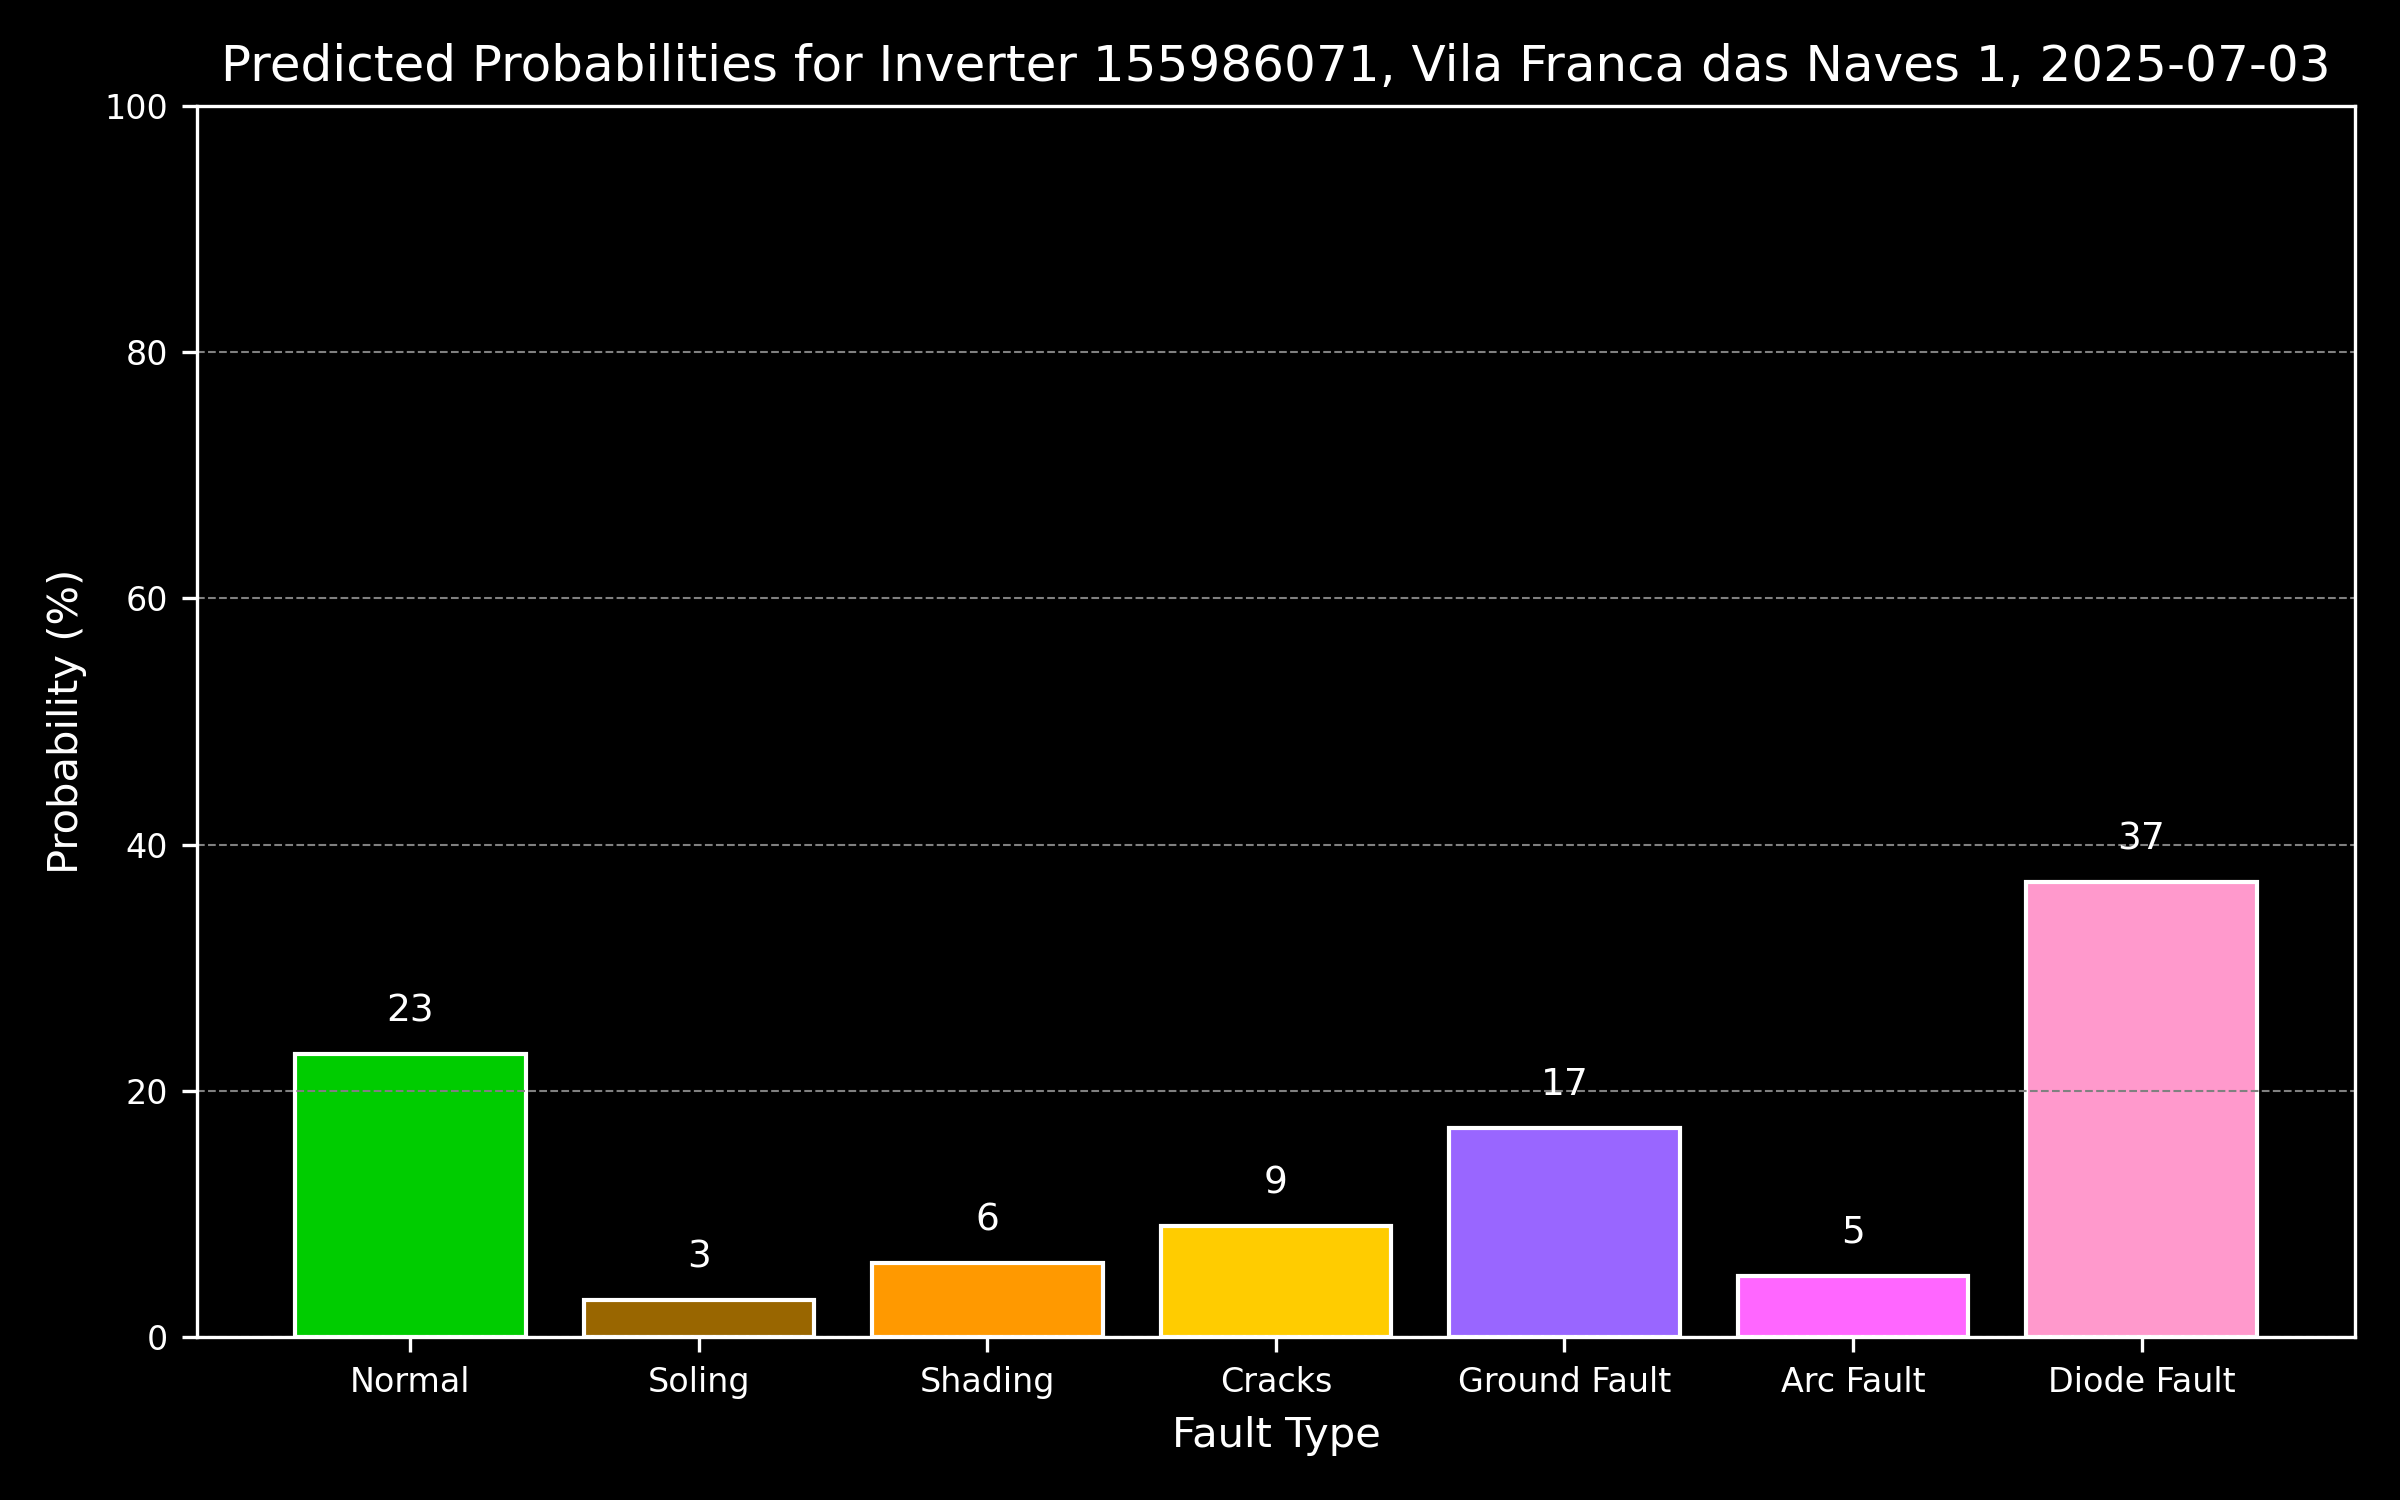 Predicted Probabilities for Inverter 155986071, Vila Franca das Naves 1, 2025-07-03
Probability (%)
100
80
60
40
20
0
23
3
6
9
17
5
37
Normal
Soling
Shading
Cracks
Ground Fault
Arc Fault
Diode Fault
Fault Type